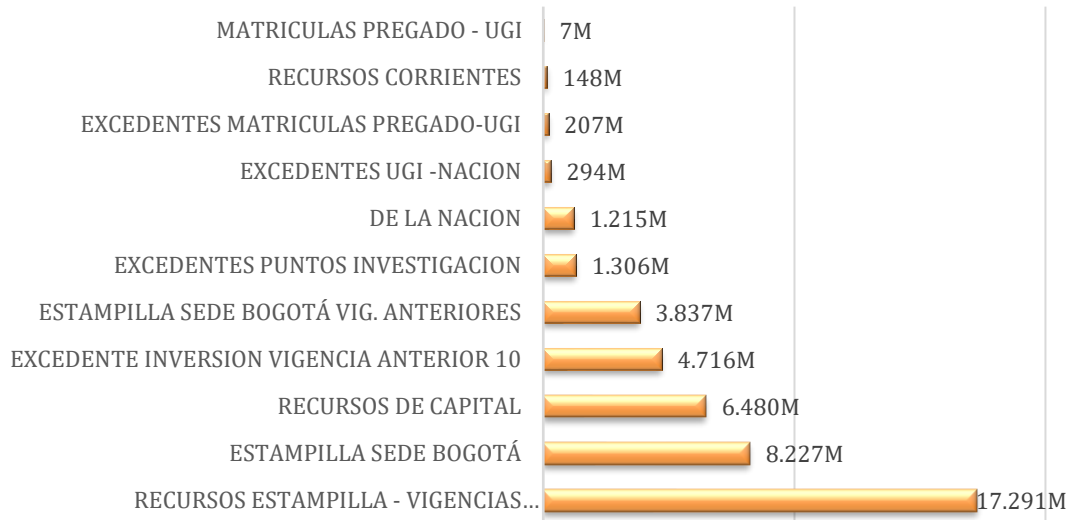 MATRICULAS PREGADO - UGI 7M
RECURSOS CORRIENTES 148M
EXCEDENTES MATRICULAS PREGADO-UGI 207M
EXCEDENTES UGI -NACION 294M
DE LA NACION 1.215M
EXCEDENTES PUNTOS INVESTIGACION 1.306M
ESTAMPILLA SEDE BOGOTÁ VIG. ANTERIORES 3.837M
EXCEDENTE INVERSION VIGENCIA ANTERIOR 10 4.716M
RECURSOS DE CAPITAL 6.480M
ESTAMPILLA SEDE BOGOTÁ 8.227M
RECURSOS ESTAMPILLA - VIGENCIAS... 17.291M